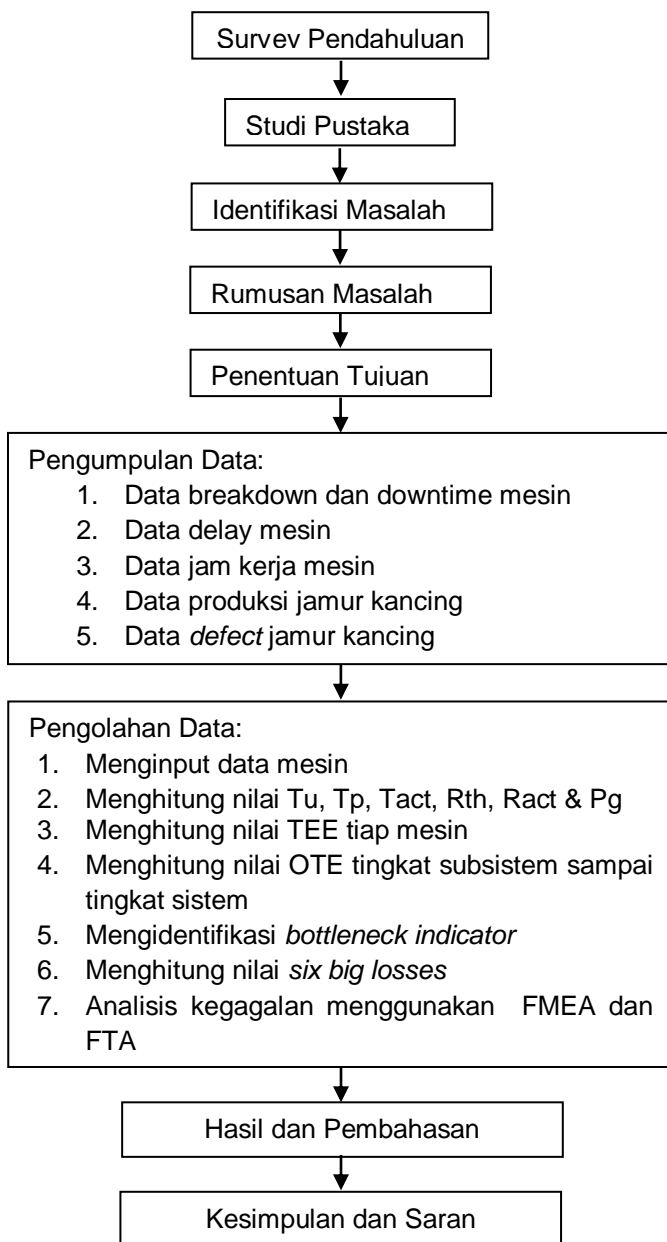 Survey Pendahuluan
Studi Pustaka
Identifikasi Masalah
Rumusan Masalah
Penentuan Tujuan
Pengumpulan Data:
1. Data breakdown dan downtime mesin
2. Data delay mesin
3. Data jam kerja mesin
4. Data produksi jamur kancing
5. Data defect jamur kancing
Pengolahan Data:
1. Menginput data mesin
2. Menghitung nilai Tu, Tp, Tact, Rth, Ract & Pg
3. Menghitung nilai TEE tiap mesin
4. Menghitung nilai OTE tingkat subsistem sampai
tingkat sistem
5. Mengidentifikasi bottleneck indicator
6. Menghitung nilai six big losses
7. Analisis kegagalan menggunakan FMEA dan
FTA
Hasil dan Pembahasan
Kesimpulan dan Saran